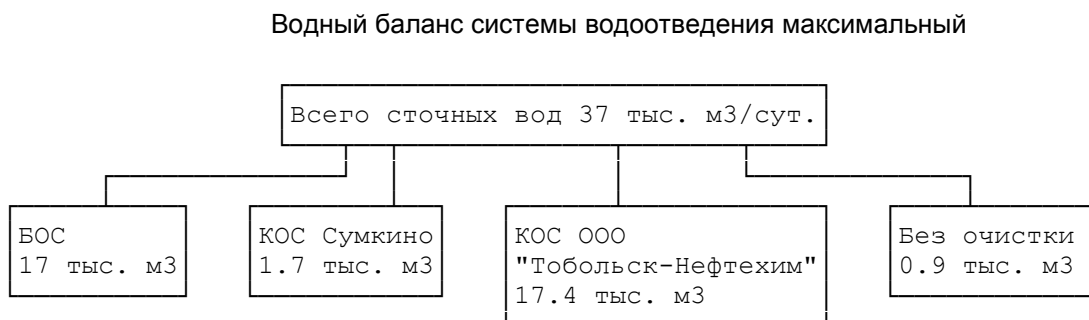 Водный баланс системы водоотведения максимальный
Всего сточных вод 37 тыс. м3/сут.
БОС
17 тыс. м3
КОС Сумкино
1.7 тыс. м3
КОС ООО
"Тобольск-Нефтехим"
17.4 тыс. м3
Без очистки
0.9 тыс. м3